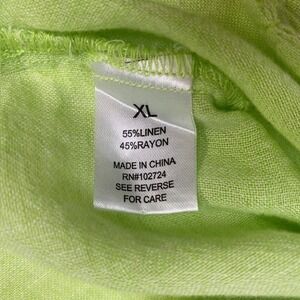 XL
55%LINEN
45%RAYON
MADE IN CHINA
RN#102724
SEE REVERSE
FOR CARE